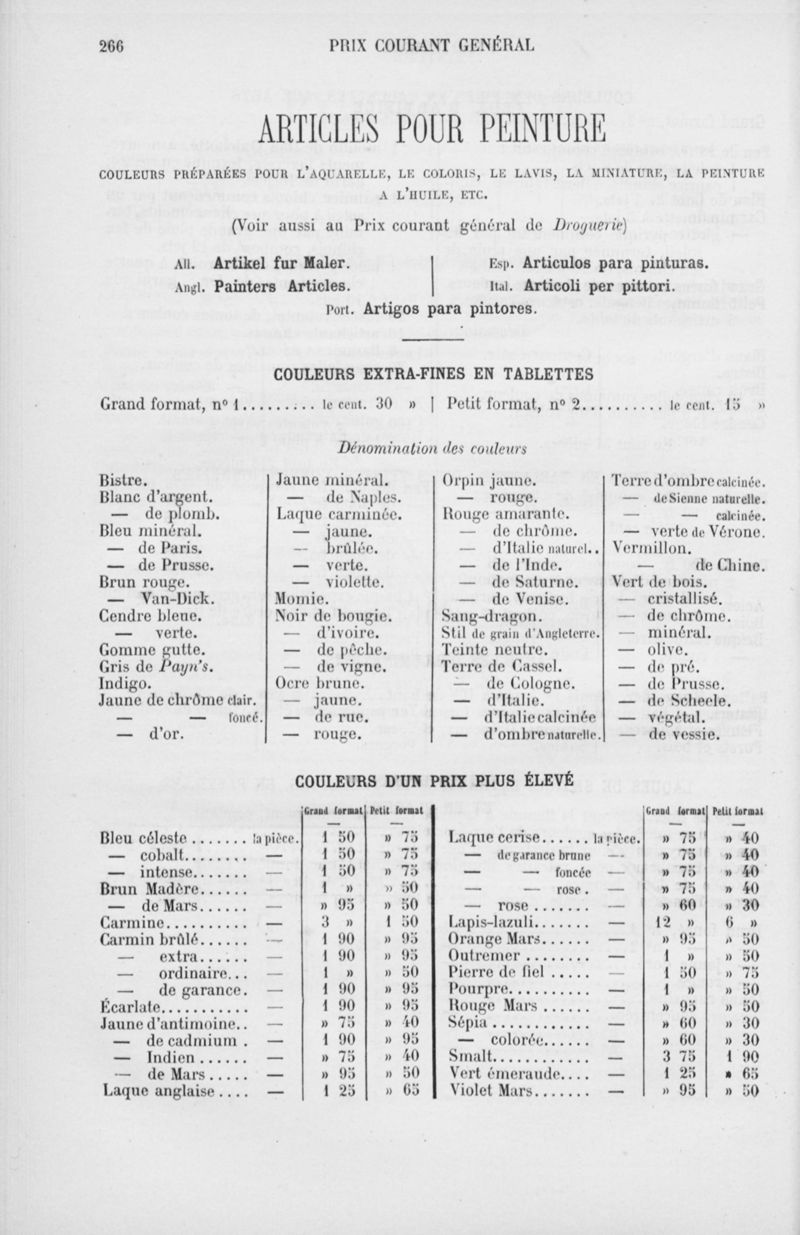 266 PRIX COURANT GENÉRAL
ARTICLES POUR PEINTURE
COULEURS PRÉPARÉES POUR L'AQUARELLE, LE COLORIS, LE LAVIS, LA MINIATURE, LA PEINTURE
A L'HUILE, ETC.
(Voir aussi au Prix courant général de Droguerie)
All. Artikel fur Maler.
Angl. Painters Articles.
Esp. Articulos para pinturas.
Ital. Articoli per pittori.
Port. Artigos para pintores.
COULEURS EXTRA-FINES EN TABLETTES
Grand format, n° 1.......... le cent. 30 » | Petit format, n° 2........... le cent. 15 »
Dénomination des couleurs
Bistre.
Blanc d'argent.
— de plomb.
Bleu minéral.
— de Paris.
— de Prusse.
Brun rouge.
— Van-Dick.
Cendre bleue.
— verte.
Gomme gutte.
Gris de Payn's.
Indigo.
Jaune de chrôme clair.
— — foncé.
— d'or.
Jaune minéral.
— de Naples.
Laque carminée.
— jaune.
— brûlée.
— verte.
— violette.
Momie.
Noir de bougie.
— d'ivoire.
— de pêche.
— de vigne.
Ocre brune.
— jaune.
— de rue.
— rouge.
Orpin jaune.
— rouge.
Rouge amarante.
— de chrôme.
— d'Italie naturel..
— de l'Inde.
— de Saturne.
— de Venise.
Sang-dragon.
Stil de grain d'Angleterre.
Teinte neutre.
Terre de Cassel.
— de Cologne.
— d'Italie.
— d'Italie calcinée
— d'ombre naturelle.
Terre d'ombre calcinée.
— de Sienne naturelle.
— — calcinée.
— verte de Vérone.
Vermillon.
— de Chine.
Vert de bois.
— cristallisé.
— de chrôme.
— minéral.
— olive.
— de pré.
— de Prusse.
— de Scheele.
— végétal.
— de vessie.
COULEURS D'UN PRIX PLUS ÉLEVÉ
Grand format Petit format
Bleu céleste ....... la pièce. 1 50 » 75
— cobalt........ — 1 50 » 75
— intense....... — 1 50 » 75
Brun Madère...... — 1 » » 50
— de Mars...... — » 95 » 50
Carmine.......... — 3 » 1 50
Carmin brûlé...... — 1 90 » 95
— extra...... — 1 90 » 95
— ordinaire... — 1 » » 50
— de garance. — 1 90 » 95
Écarlate........... — 1 90 » 95
Jaune d'antimoine.. — » 75 » 40
— de cadmium . — 1 90 » 95
— Indien ...... — » 75 » 40
— de Mars ..... — » 95 » 50
Laque anglaise .... — 1 25 » 65
Grand format Petit format
Laque cerise...... la pièce. » 75 » 40
— de garance brune — » 75 » 40
— — foncée — » 75 » 40
— — rose . — » 75 » 40
— rose ........ — » 60 » 30
Lapis-lazuli....... — 12 » 6 »
Orange Mars...... — » 95 » 50
Outremer ........ — 1 » » 50
Pierre de fiel ..... — 1 50 » 75
Pourpre.......... — 1 » » 50
Rouge Mars ...... — » 95 » 50
Sépia ............ — » 60 » 30
— colorée...... — » 60 » 30
Smalt............ — 3 75 1 90
Vert émeraude.... — 1 25 » 65
Violet Mars....... — » 95 » 50